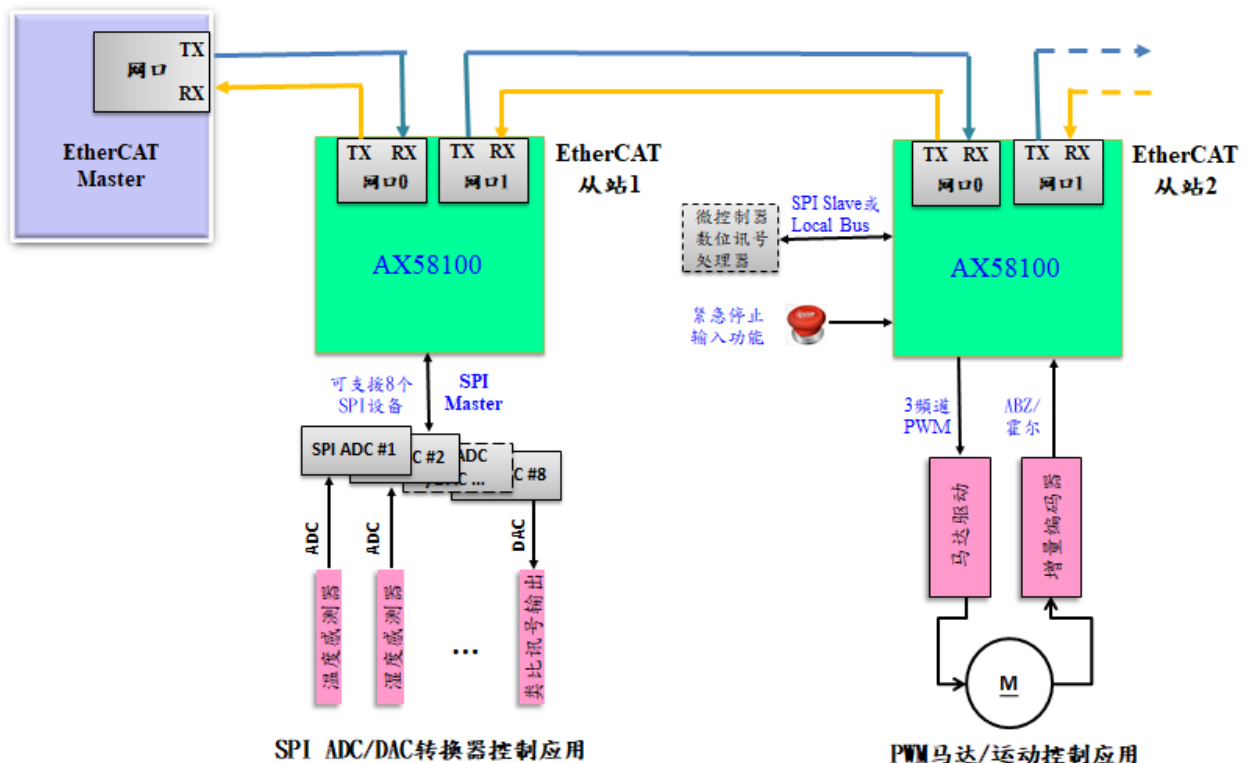 网口
TX
RX
EtherCAT
Master
TX RX
网口0
TX RX
网口1
EtherCAT
从站1
AX58100
可支援8个
SPI设备
SPI
Master
SPI ADC #1
C #2
ADC
C #8
ADC
ADC
DAC
温度感测器
湿度感测器
...
类比讯号输出
SPI ADC/DAC转换器控制应用
TX RX
网口0
TX RX
网口1
EtherCAT
从站2
AX58100
微控制器
数位讯号
处理器
SPI Slave或
Local Bus
紧急停止
输入功能
3频道
PWM
ABZ/
霍尔
马达驱动
增量编码器
M
PWM马达/运动控制应用